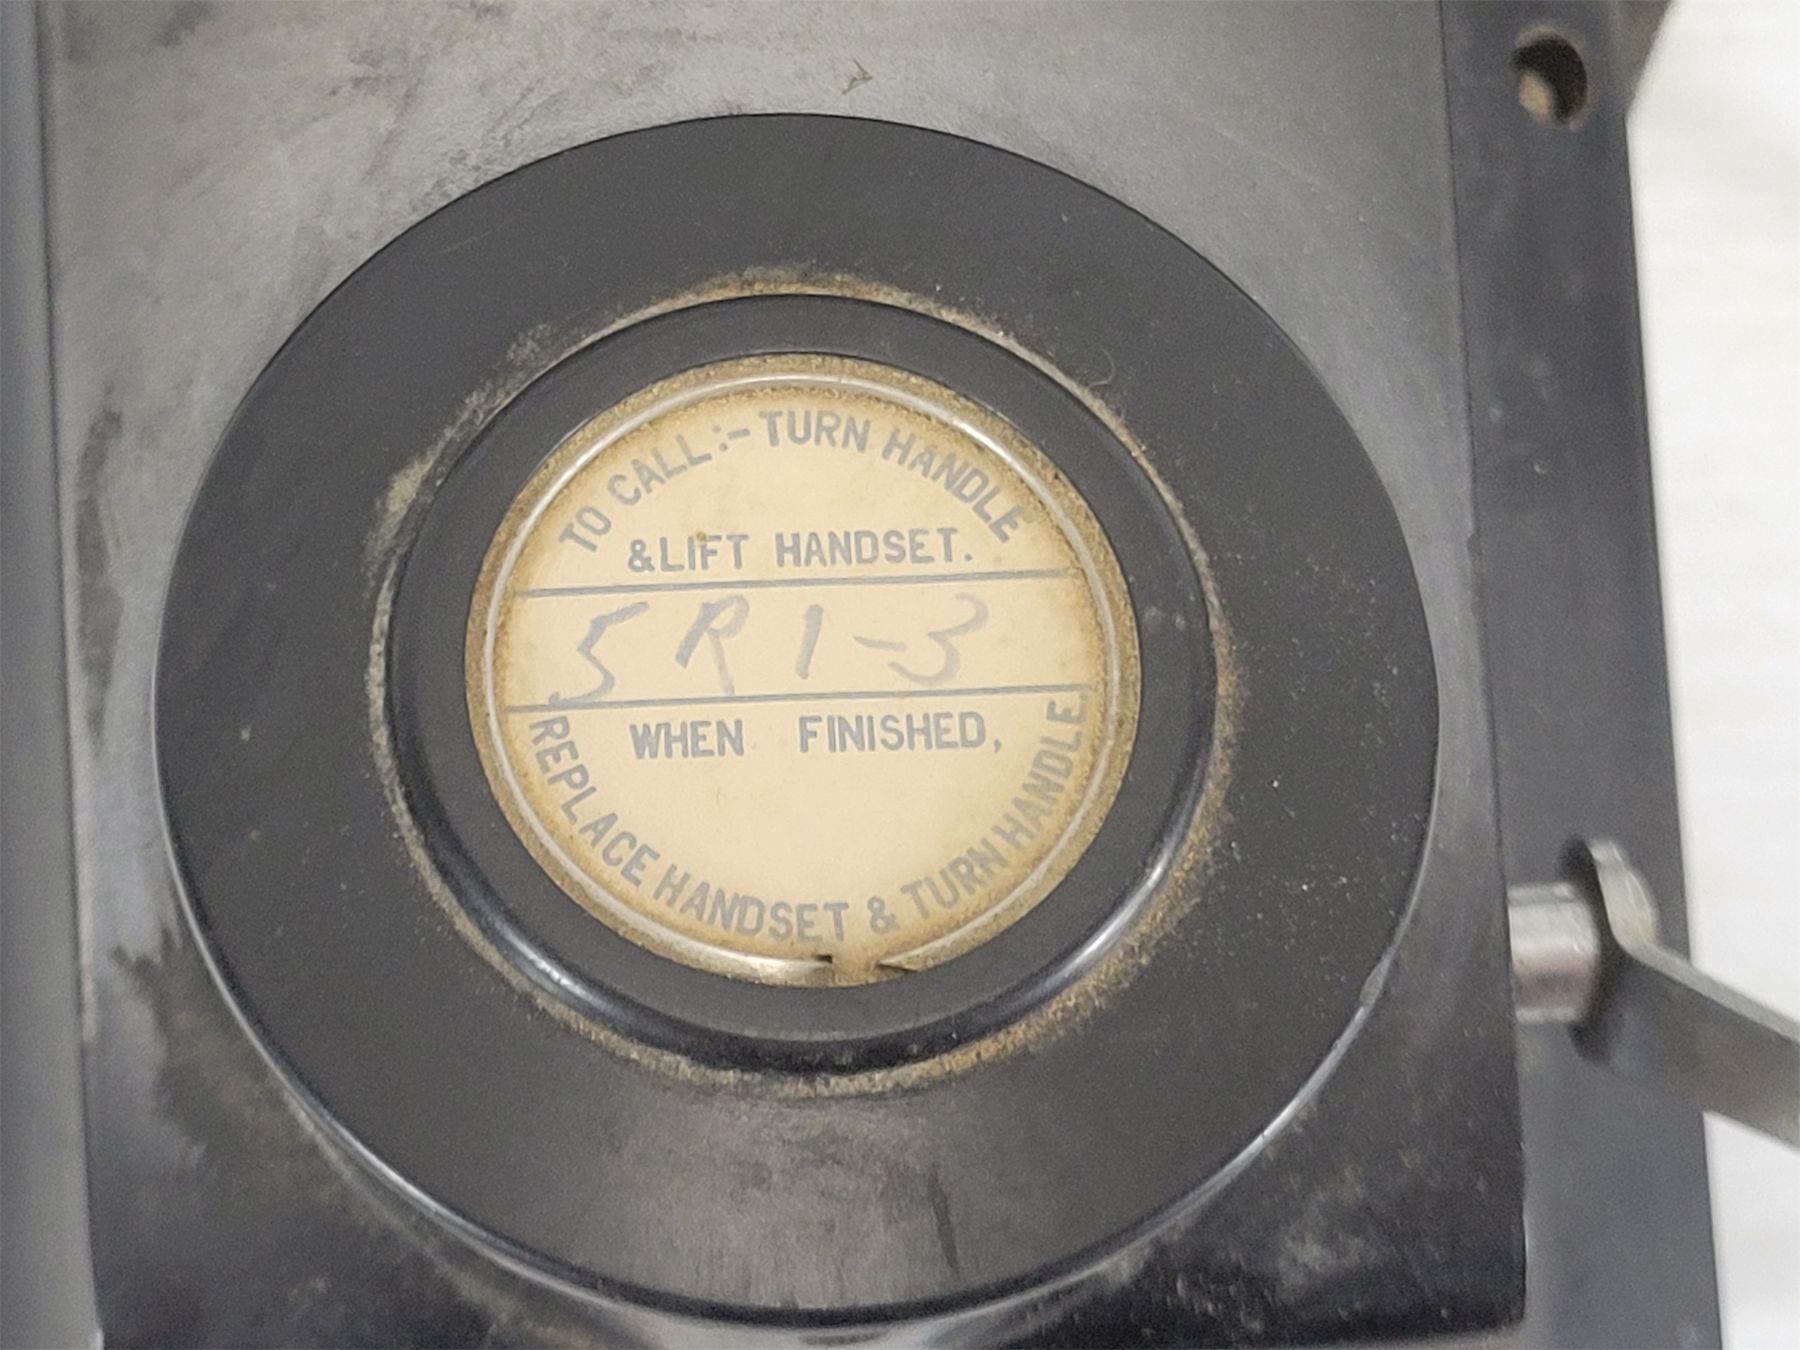 TO CALL:- TURN HANDLE
& LIFT HANDSET.
5R1-3
WHEN FINISHED,
REPLACE HANDSET & TURN HANDLE.